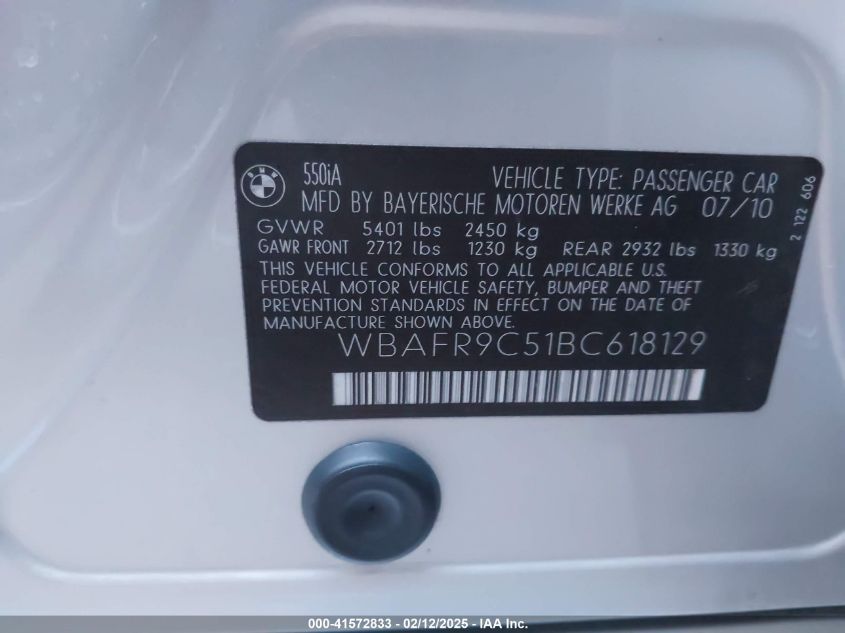 550iA VEHICLE TYPE: PASSENGER CAR
MFD BY BAYERISCHE MOTOREN WERKE AG 07/10
GVWR 5401 lbs 2450 kg
GAWR FRONT 2712 lbs 1230 kg REAR 2932 lbs 1330 kg
THIS VEHICLE CONFORMS TO ALL APPLICABLE U.S.
FEDERAL MOTOR VEHICLE SAFETY, BUMPER AND THEFT
PREVENTION STANDARDS IN EFFECT ON THE DATE OF
MANUFACTURE SHOWN ABOVE.
WBAFR9C51BC618129
2 122 606
BMW
000-41572833 - 02/12/2025 - IAA Inc.